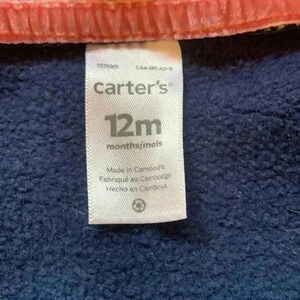 carter's
12m
months/mois
Made in Cambodia
Fabriqué au Cambodge
Hecho en Camboya